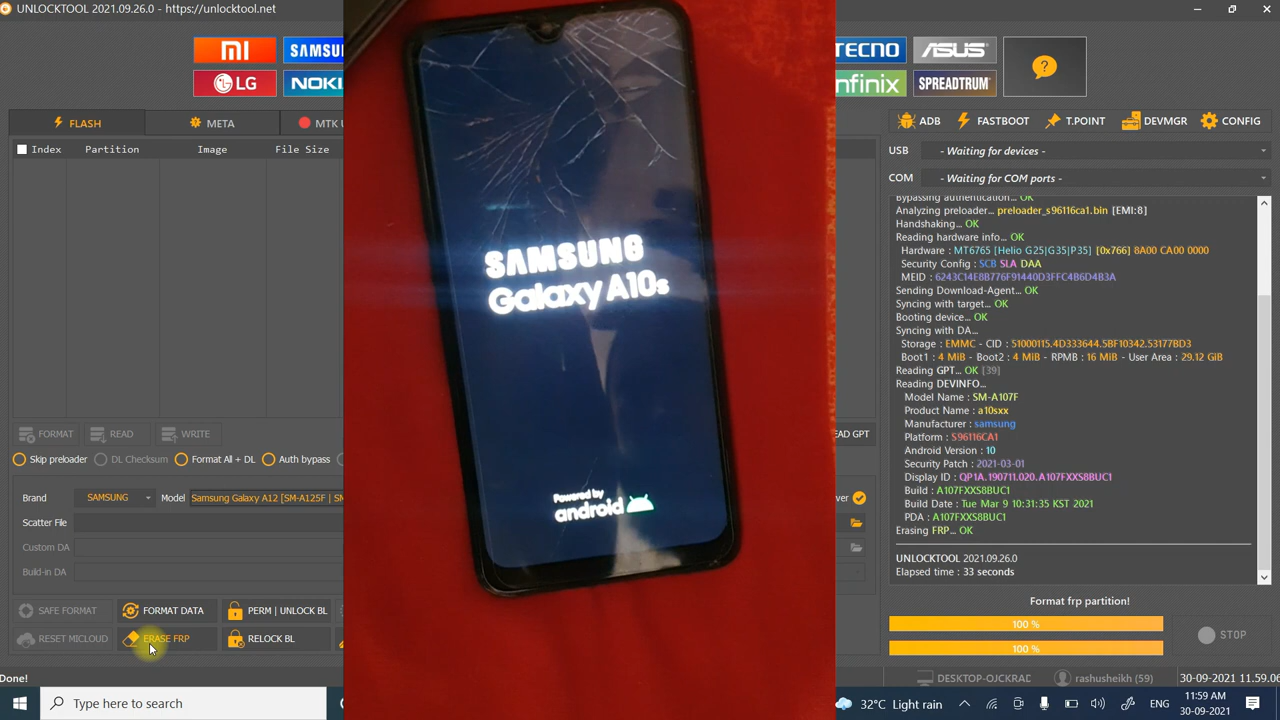 UNLOCKTOOL 2021.09.26.0 - https://unlocktool.net
MI
SAMSU
TECNO
ASUS
?
LG
NOKI
nfinix
SPREADTRUM
FLASH
META
MTK U
Index
Partition
Image
File Size
ADB
FASTBOOT
T.POINT
DEVMGR
CONFIG
USB
- Waiting for devices -
COM
- Waiting for COM ports -
SAMSUNG
Galaxy A10s
Powered by
android
Bypassing authentication... OK
Analyzing preloader... preloader_s96116ca1.bin [EMI:8]
Handshaking... OK
Reading hardware info... OK
Hardware : MT6765 [Helio G25|G35|P35] [0x766] 8A00 CA00 0000
Security Config : SCB SLA DAA
MEID : 6243C14E8B776F91440D3FFC4B6D4B3A
Sending Download-Agent... OK
Syncing with target... OK
Booting device... OK
Syncing with DA...
Storage : EMMC - CID : 51000115.4D333644.5BF10342.53177BD3
Boot1 : 4 MiB - Boot2 : 4 MiB - RPMB : 16 MiB - User Area : 29.12 GiB
Reading GPT... OK [39]
Reading DEVINFO...
Model Name : SM-A107F
Product Name : a10sxx
Manufacturer : samsung
Platform : S96116CA1
Android Version : 10
Security Patch : 2021-03-01
Display ID : QP1A.190711.020.A107FXXS8BUC1
Build : A107FXXS8BUC1
Build Date : Tue Mar 9 10:31:35 KST 2021
PDA : A107FXXS8BUC1
Erasing FRP... OK
UNLOCKTOOL 2021.09.26.0
Elapsed time : 33 seconds
FORMAT
READ
WRITE
EAD GPT
Skip preloader
DL Checksum
Format All + DL
Auth bypass
Brand
SAMSUNG
Model
Samsung Galaxy A12 [SM-A125F | SM
ver
Scatter File
Custom DA
Build-in DA
SAFE FORMAT
FORMAT DATA
PERM | UNLOCK BL
RESET MICLOUD
ERASE FRP
RELOCK BL
Format frp partition!
100 %
100 %
STOP
Done!
DESKTOP-OJCKRAD
rashusheikh (59)
30-09-2021 11.59.06
Type here to search
32°C Light rain
ENG
11:59 AM
30-09-2021